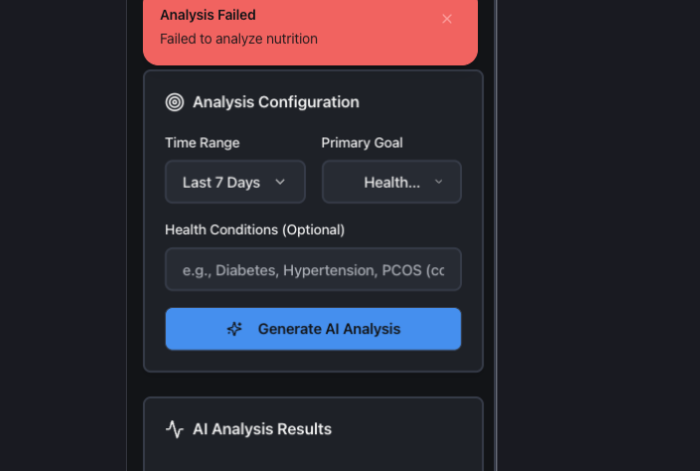 Analysis Failed
Failed to analyze nutrition
Analysis Configuration
Time Range
Primary Goal
Last 7 Days
Health...
Health Conditions (Optional)
e.g., Diabetes, Hypertension, PCOS (cc
Generate AI Analysis
AI Analysis Results